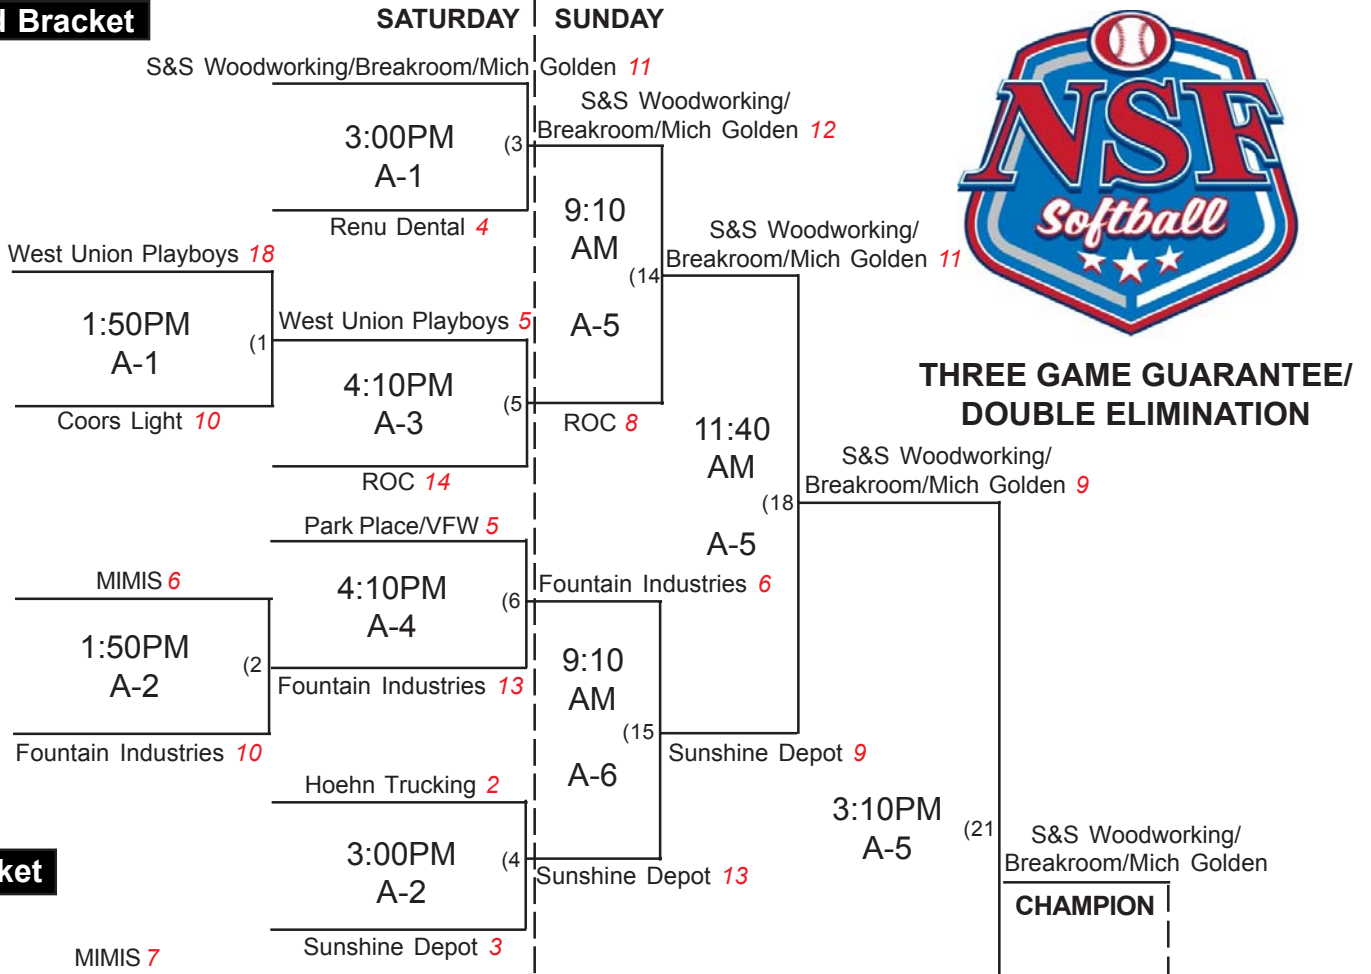 d Bracket
SATURDAY
SUNDAY
S&S Woodworking/Breakroom/Mich Golden 11
3:00PM
A-1
(3
Renu Dental 4
S&S Woodworking/
Breakroom/Mich Golden 12
9:10
AM
(14
A-5
West Union Playboys 18
1:50PM
A-1
(1
Coors Light 10
West Union Playboys 5
4:10PM
A-3
(5
ROC 14
ROC 8
S&S Woodworking/
Breakroom/Mich Golden 11
11:40
AM
(18
A-5
NSF
Softball
THREE GAME GUARANTEE/
DOUBLE ELIMINATION
S&S Woodworking/
Breakroom/Mich Golden 9
Park Place/VFW 5
4:10PM
A-4
(6
Fountain Industries 13
MIMIS 6
1:50PM
A-2
(2
Fountain Industries 10
Fountain Industries 6
9:10
AM
(15
A-6
Sunshine Depot 13
Sunshine Depot 9
Hoehn Trucking 2
3:00PM
A-2
(4
Sunshine Depot 3
3:10PM
A-5
(21
S&S Woodworking/
Breakroom/Mich Golden
CHAMPION
ket
MIMIS 7